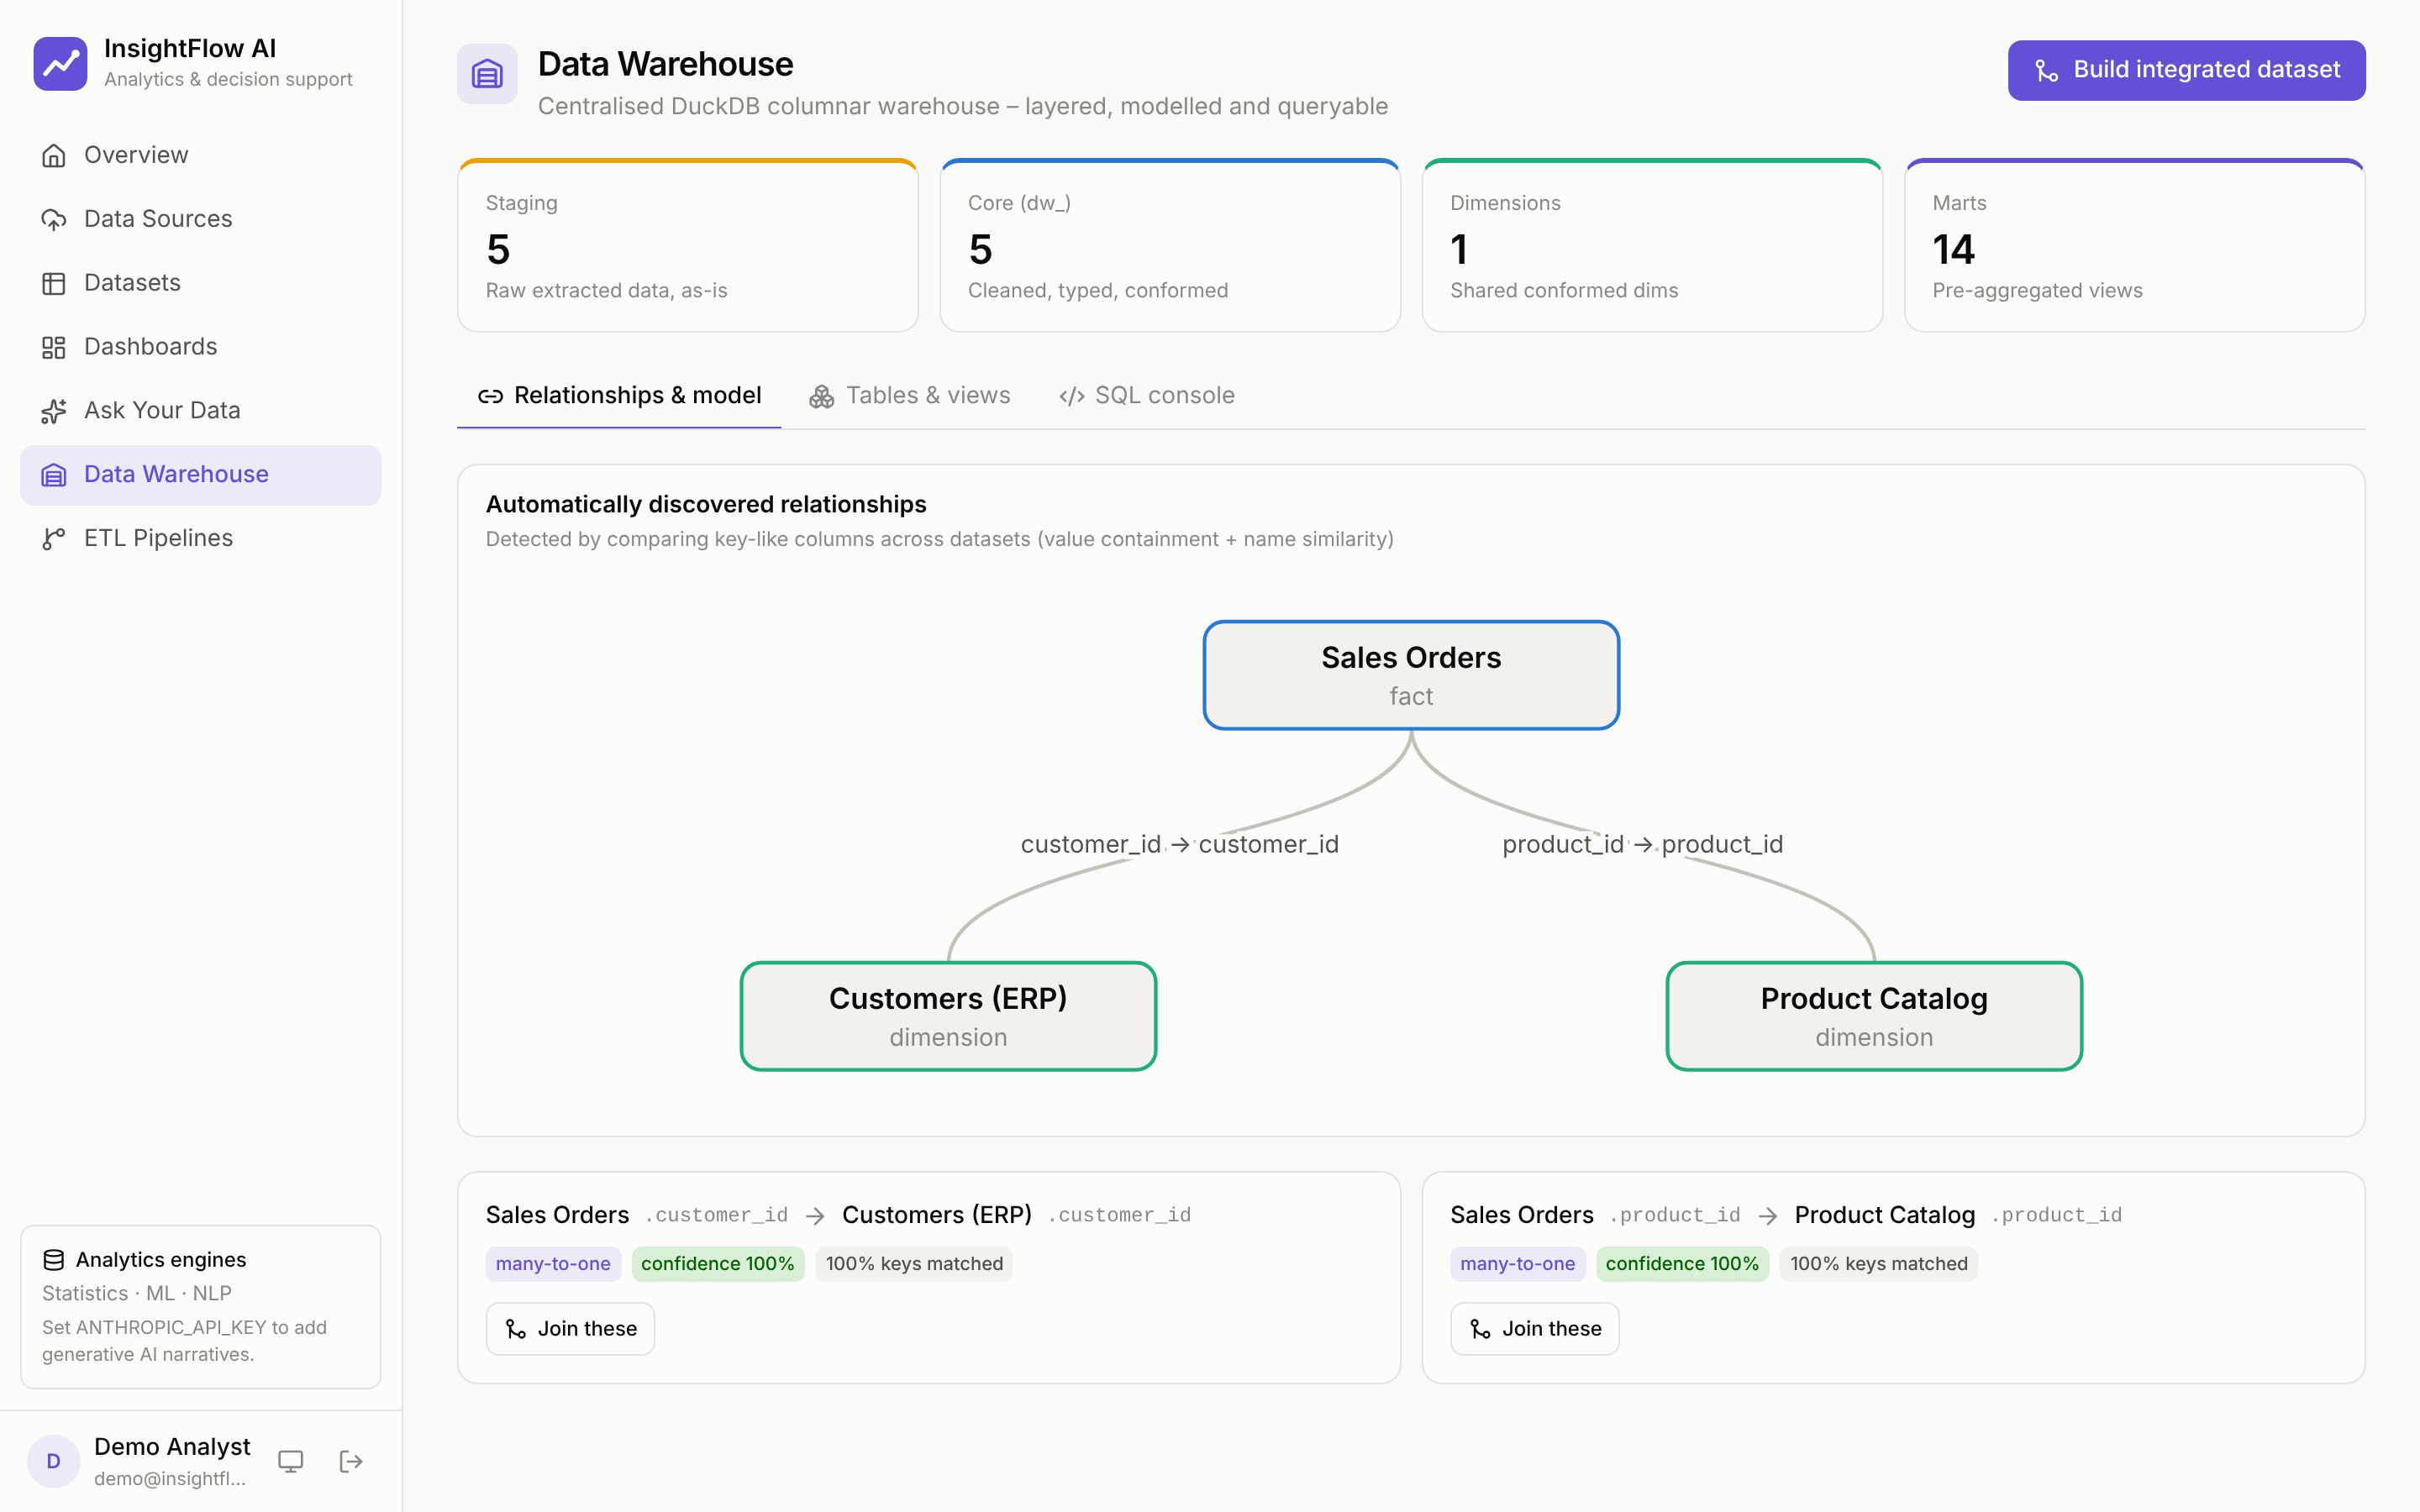 InsightFlow AI
Analytics & decision support
Overview
Data Sources
Datasets
Dashboards
Ask Your Data
Data Warehouse
ETL Pipelines
Analytics engines
Statistics · ML · NLP
Set ANTHROPIC_API_KEY to add
generative AI narratives.
D
Demo Analyst
demo@insightfl...
Data Warehouse
Centralised DuckDB columnar warehouse – layered, modelled and queryable
Build integrated dataset
Staging
5
Raw extracted data, as-is
Core (dw_)
5
Cleaned, typed, conformed
Dimensions
1
Shared conformed dims
Marts
14
Pre-aggregated views
Relationships & model
Tables & views
SQL console
Automatically discovered relationships
Detected by comparing key-like columns across datasets (value containment + name similarity)
Sales Orders
fact
customer_id → customer_id
product_id → product_id
Customers (ERP)
dimension
Product Catalog
dimension
Sales Orders .customer_id → Customers (ERP) .customer_id
many-to-one confidence 100% 100% keys matched
Join these
Sales Orders .product_id → Product Catalog .product_id
many-to-one confidence 100% 100% keys matched
Join these